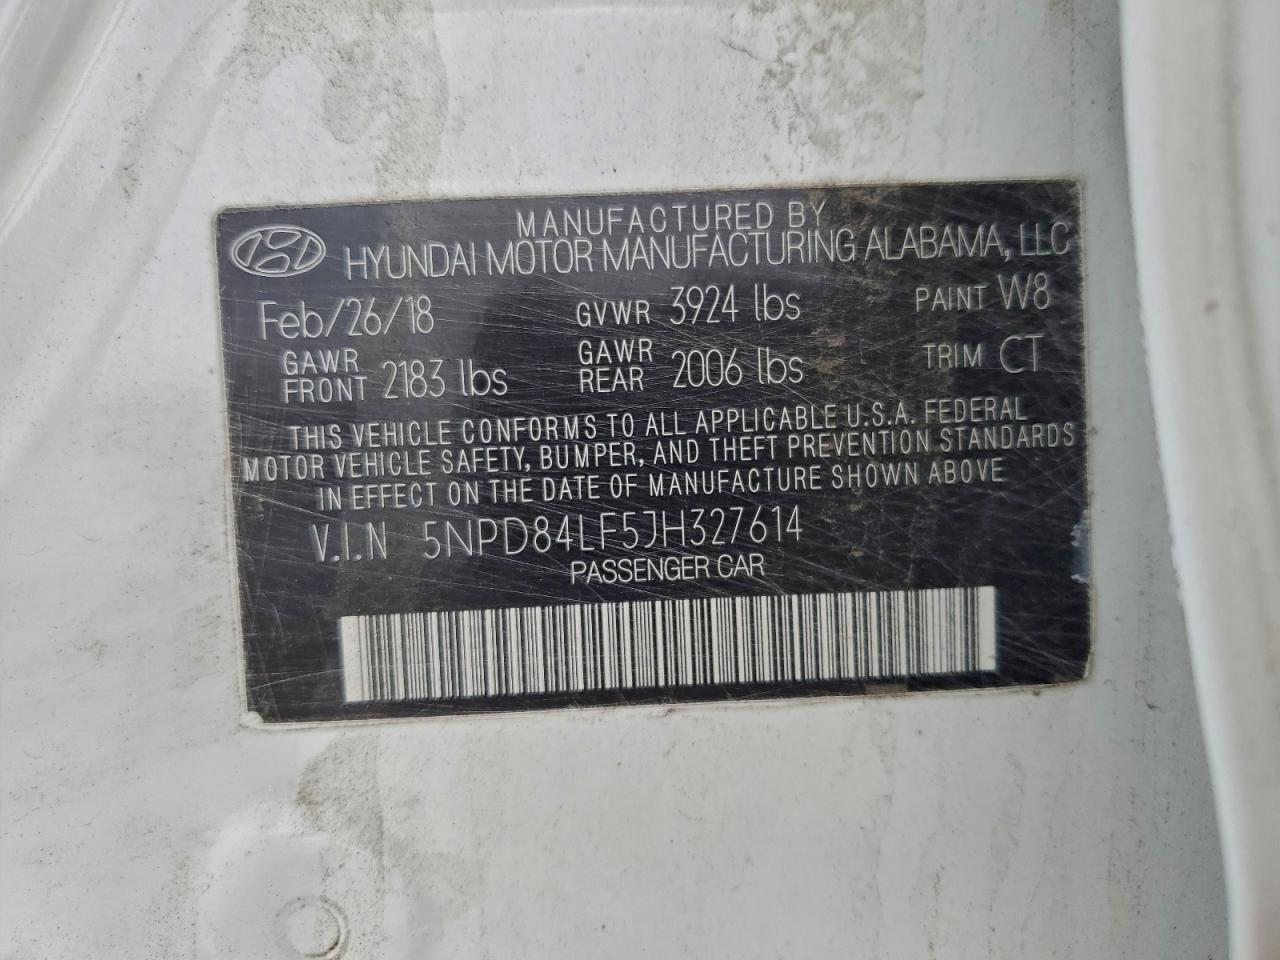 MANUFACTURED BY
HYUNDAI MOTOR MANUFACTURING ALABAMA, LLC
Feb/26/18 GVWR 3924 lbs PAINT W8
GAWR FRONT 2183 lbs GAWR REAR 2006 lbs TRIM CT
THIS VEHICLE CONFORMS TO ALL APPLICABLE U.S.A. FEDERAL
MOTOR VEHICLE SAFETY, BUMPER, AND THEFT PREVENTION STANDARDS
IN EFFECT ON THE DATE OF MANUFACTURE SHOWN ABOVE
V.I.N 5NPD84LF5JH327614
PASSENGER CAR